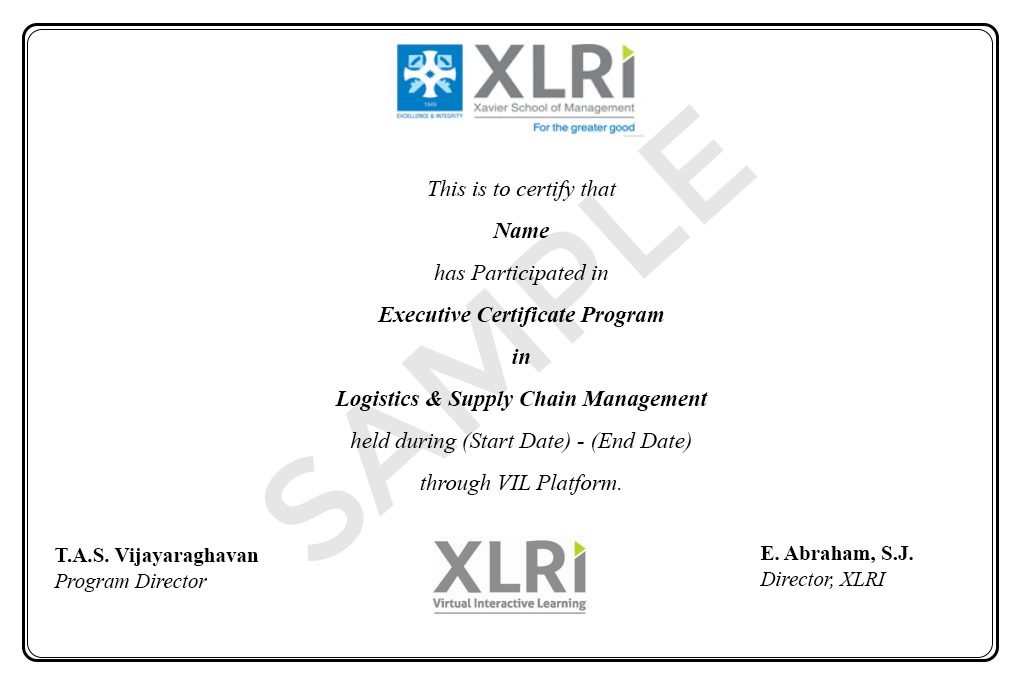 XLRI
Xavier School of Management
1949
EXCELLENCE & INTEGRITY
For the greater good
This is to certify that
Name
has Participated in
Executive Certificate Program
in
Logistics & Supply Chain Management
held during (Start Date) - (End Date)
through VIL Platform.
SAMPLE
T.A.S. Vijayaraghavan
Program Director
XLRI
Virtual Interactive Learning
E. Abraham, S.J.
Director, XLRI